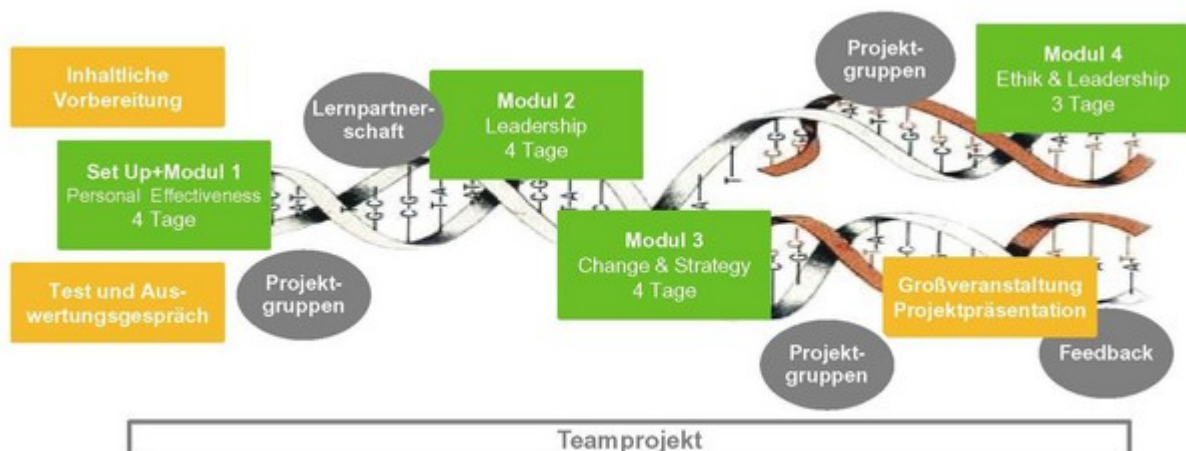 Inhaltliche
Vorbereitung
Set Up+Modul 1
Personal Effectiveness
4 Tage
Test und Aus-
wertungsgespräch
Projekt-
gruppen
Lernpartner-
schaft
Modul 2
Leadership
4 Tage
Modul 3
Change & Strategy
4 Tage
Projekt-
gruppen
Modul 4
Ethik & Leadership
3 Tage
Großveranstaltung
Projektpräsentation
Projekt-
gruppen
Feedback
Teamprojekt